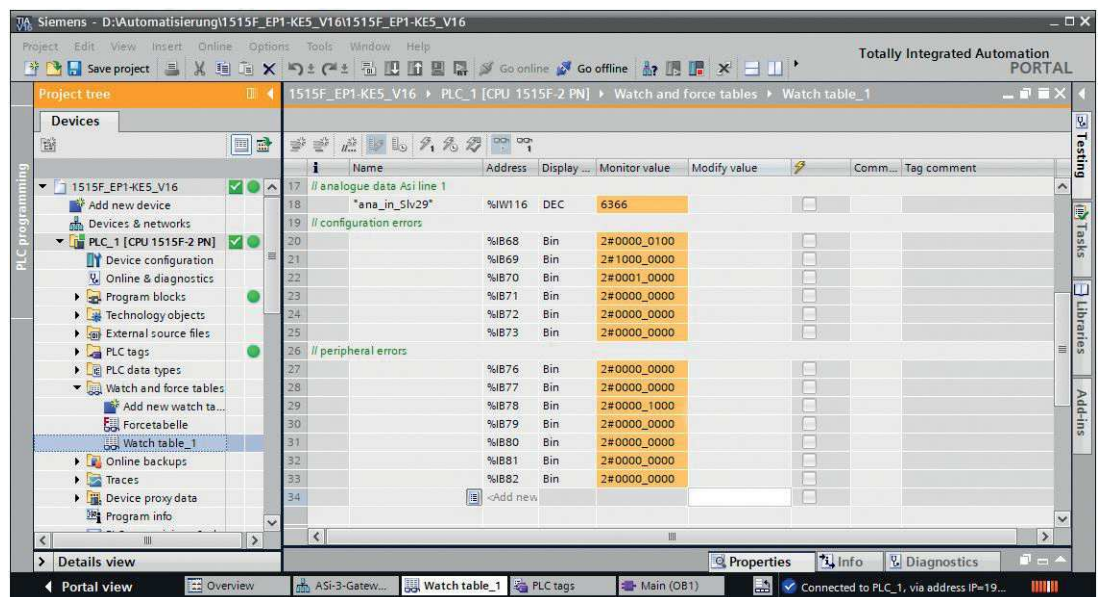 Siemens - D:\Automatisierung\1515F_EP1-KE5_V16\1515F_EP1-KE5_V16
Project Edit View Insert Online Options Tools Window Help
Totally Integrated Automation
PORTAL
Save project Go online Go offline
Project tree
1515F_EP1-KE5_V16 PLC_1 [CPU 1515F-2 PN] Watch and force tables Watch table_1
Devices
PLC programming
1515F_EP1-KE5_V16
Add new device
Devices & networks
PLC_1 [CPU 1515F-2 PN]
Device configuration
Online & diagnostics
Program blocks
Technology objects
External source files
PLC tags
PLC data types
Watch and force tables
Add new watch ta...
Forcetabelle
Watch table_1
Online backups
Traces
Device proxy data
Program info
i Name Address Display ... Monitor value Modify value Comm... Tag comment
17 // analogue data Asi line 1
18 "ana_in_Slv29" %IW116 DEC 6366
19 // configuration errors
20 %IB68 Bin 2#0000_0100
21 %IB69 Bin 2#1000_0000
22 %IB70 Bin 2#0001_0000
23 %IB71 Bin 2#0000_0000
24 %IB72 Bin 2#0000_0000
25 %IB73 Bin 2#0000_0000
26 // peripheral errors
27 %IB76 Bin 2#0000_0000
28 %IB77 Bin 2#0000_0000
29 %IB78 Bin 2#0000_1000
30 %IB79 Bin 2#0000_0000
31 %IB80 Bin 2#0000_0000
32 %IB81 Bin 2#0000_0000
33 %IB82 Bin 2#0000_0000
34 <Add new
Testing
Tasks
Libraries
Add-ins
Properties Info Diagnostics
Details view
Portal view Overview ASi-3-Gatew... Watch table_1 PLC tags Main (OB1) Connected to PLC_1, via address IP=19...